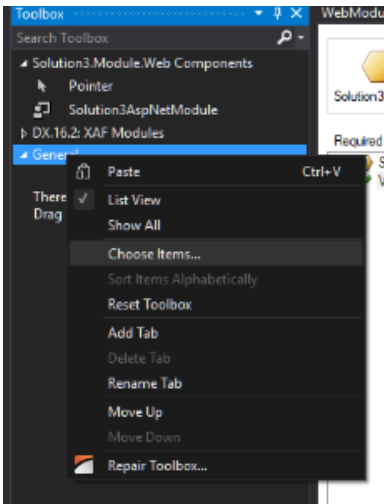 Toolbox
WebModu
Search Toolbox
Solution3.Module.Web Components
Pointer
Solution3AspNetModule
DX.16.2: XAF Modules
General
There
Drag
Solution3
Required
S
V
Paste Ctrl+V
List View
Show All
Choose Items...
Sort Items Alphabetically
Reset Toolbox
Add Tab
Delete Tab
Rename Tab
Move Up
Move Down
Repair Toolbox...